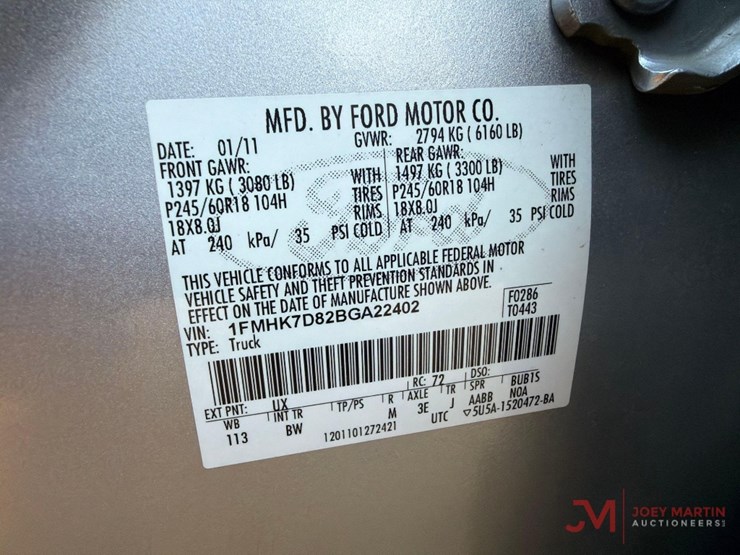 MFD. BY FORD MOTOR CO.
DATE: 01/11 GVWR: 2794 KG ( 6160 LB)
FRONT GAWR: REAR GAWR:
1397 KG ( 3080 LB) WITH 1497 KG ( 3300 LB) WITH
P245/60R18 104H TIRES P245/60R18 104H TIRES
18X8.0J RIMS 18X8.0J RIMS
AT 240 kPa/ 35 PSI COLD AT 240 kPa/ 35 PSI COLD
Ford
THIS VEHICLE CONFORMS TO ALL APPLICABLE FEDERAL MOTOR
VEHICLE SAFETY AND THEFT PREVENTION STANDARDS IN
EFFECT ON THE DATE OF MANUFACTURE SHOWN ABOVE.
VIN: 1FMHK7D82BGA22402 F0286
TYPE: Truck T0443
EXT PNT: UX RC: 72 DSO:
WB INT TR TP/PS R AXLE TR SPR BUB1S
113 BW M 3E J AABB NOA
1201101272421 UTC ▽5U5A-1520472-BA
JM JOEY MARTIN
AUCTIONEERS